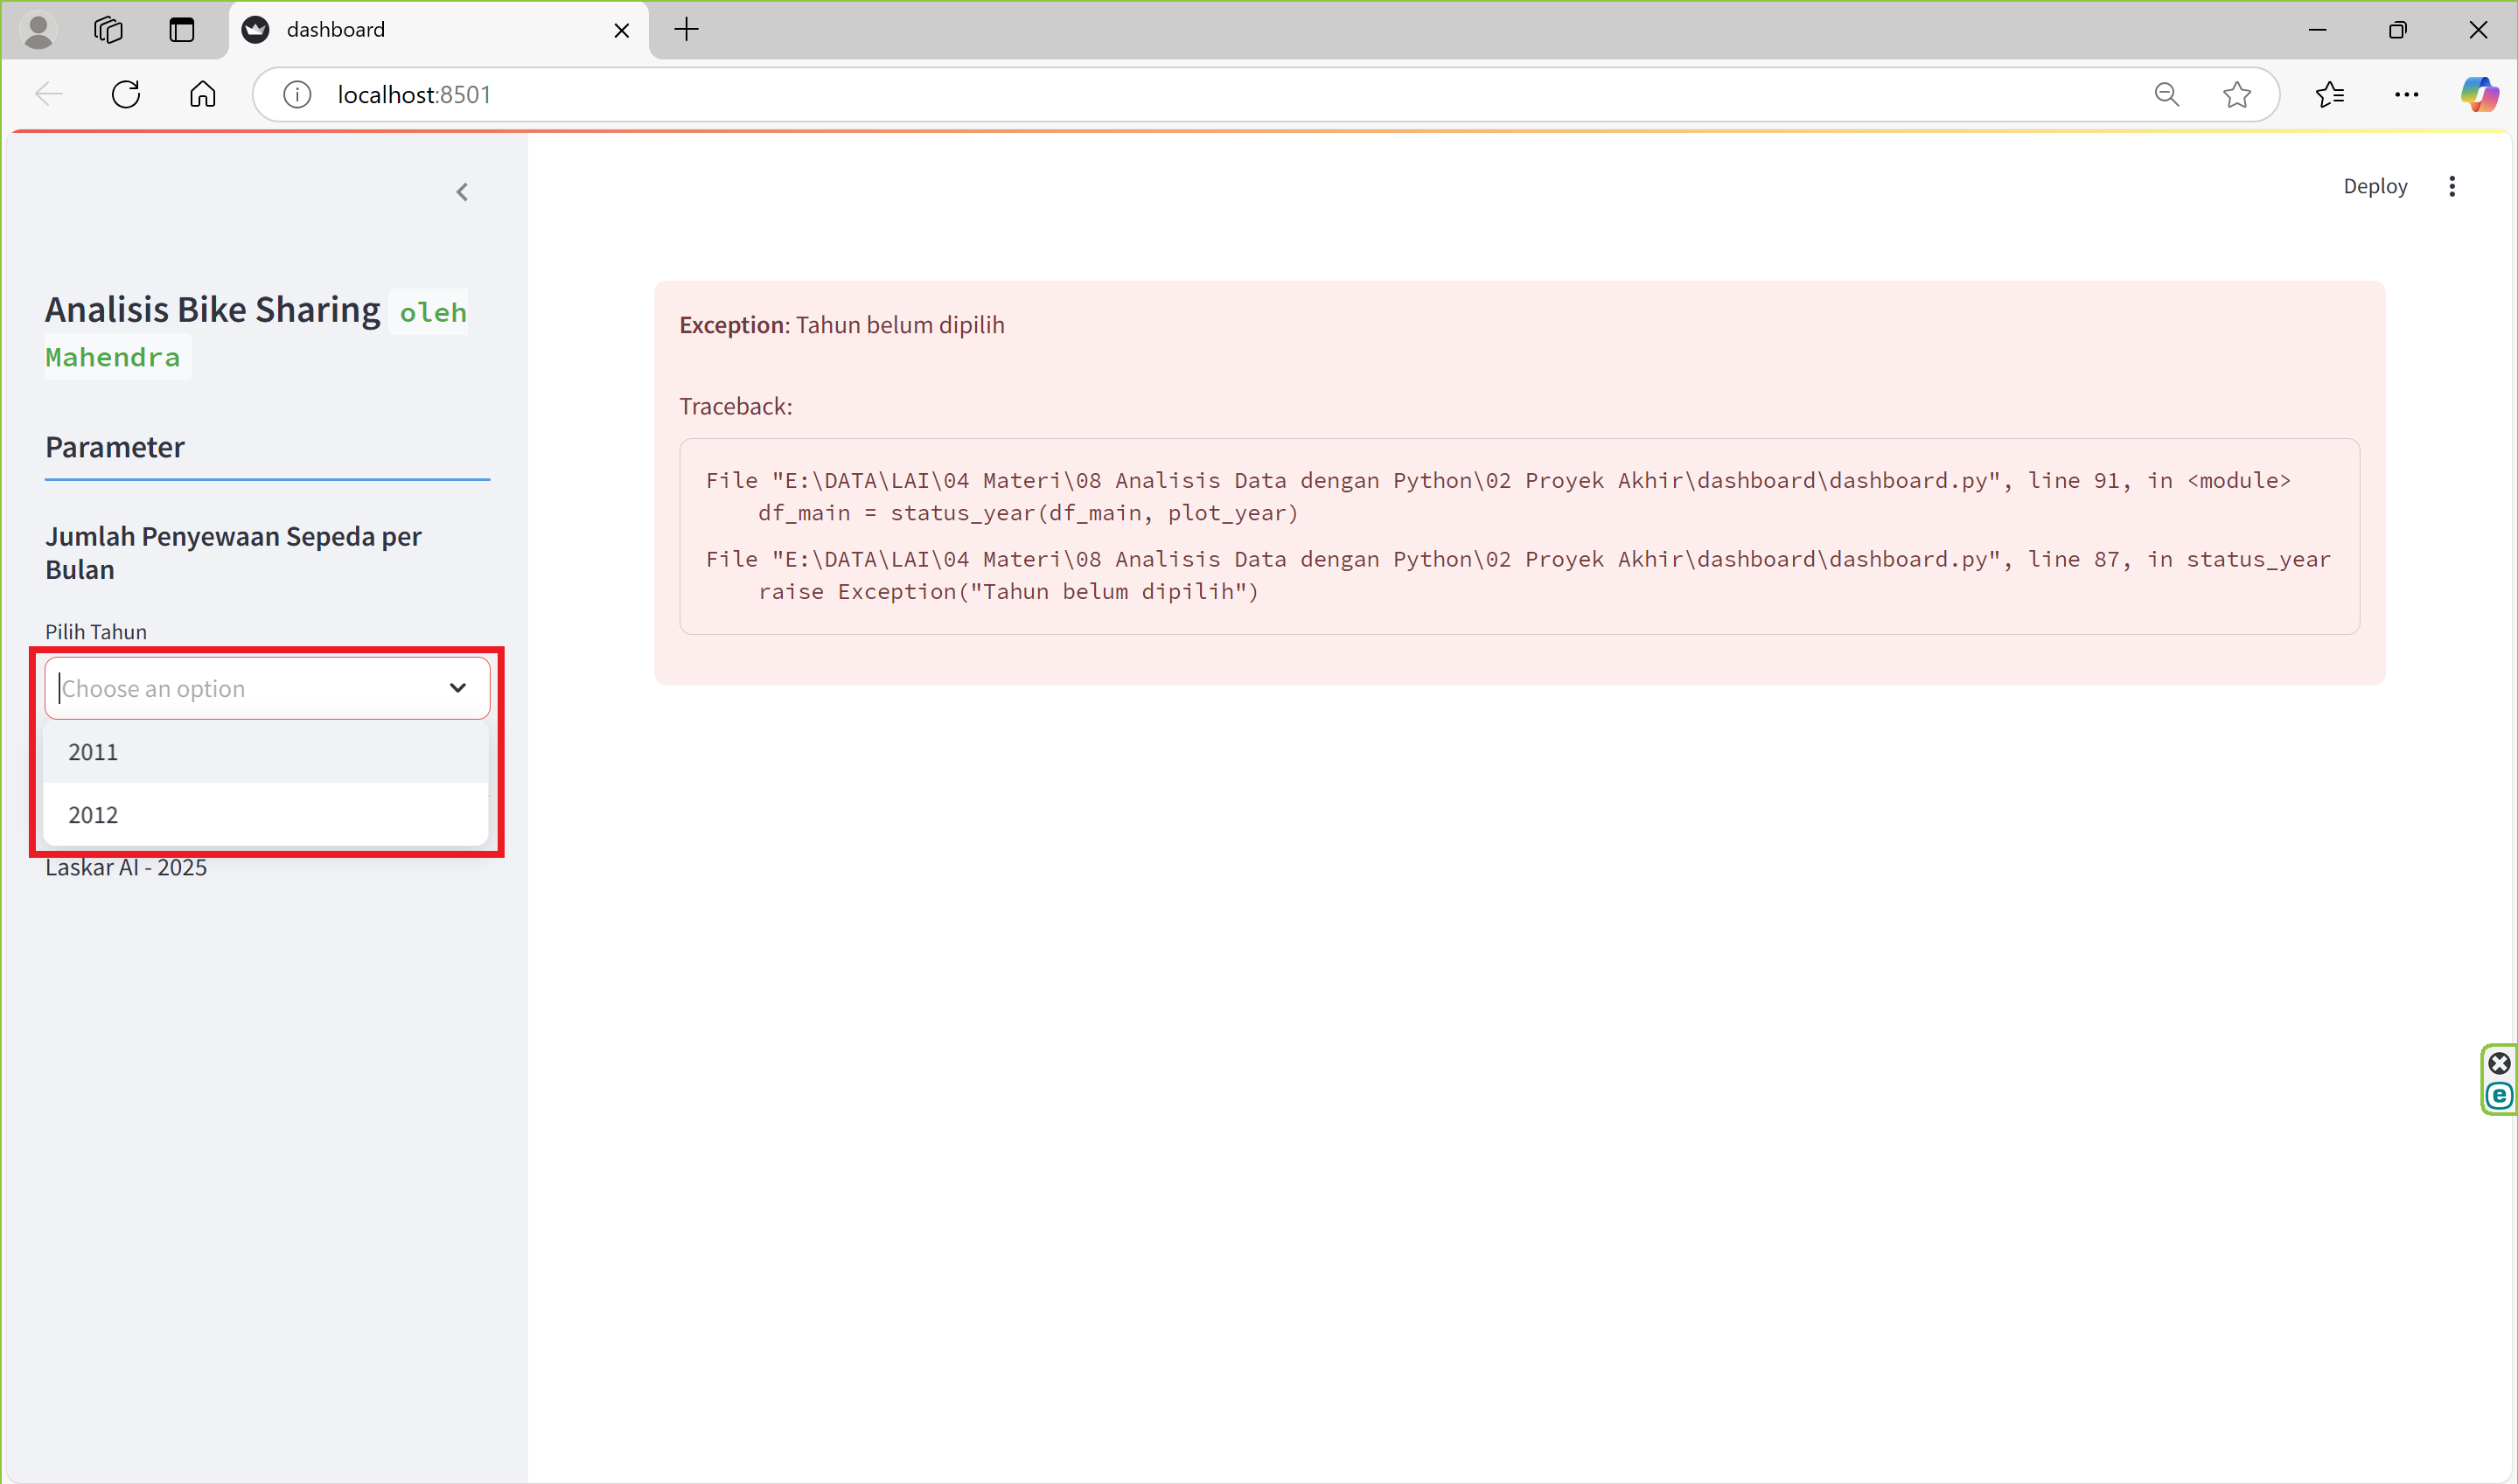 dashboard
localhost:8501
Deploy
Analisis Bike Sharing oleh
Mahendra
Parameter
Jumlah Penyewaan Sepeda per
Bulan
Pilih Tahun
Choose an option
2011
2012
Laskar AI - 2025
Exception: Tahun belum dipilih
Traceback:
File "E:\DATA\LAI\04 Materi\08 Analisis Data dengan Python\02 Proyek Akhir\dashboard\dashboard.py", line 91, in <module>
df_main = status_year(df_main, plot_year)
File "E:\DATA\LAI\04 Materi\08 Analisis Data dengan Python\02 Proyek Akhir\dashboard\dashboard.py", line 87, in status_year
raise Exception("Tahun belum dipilih")
e